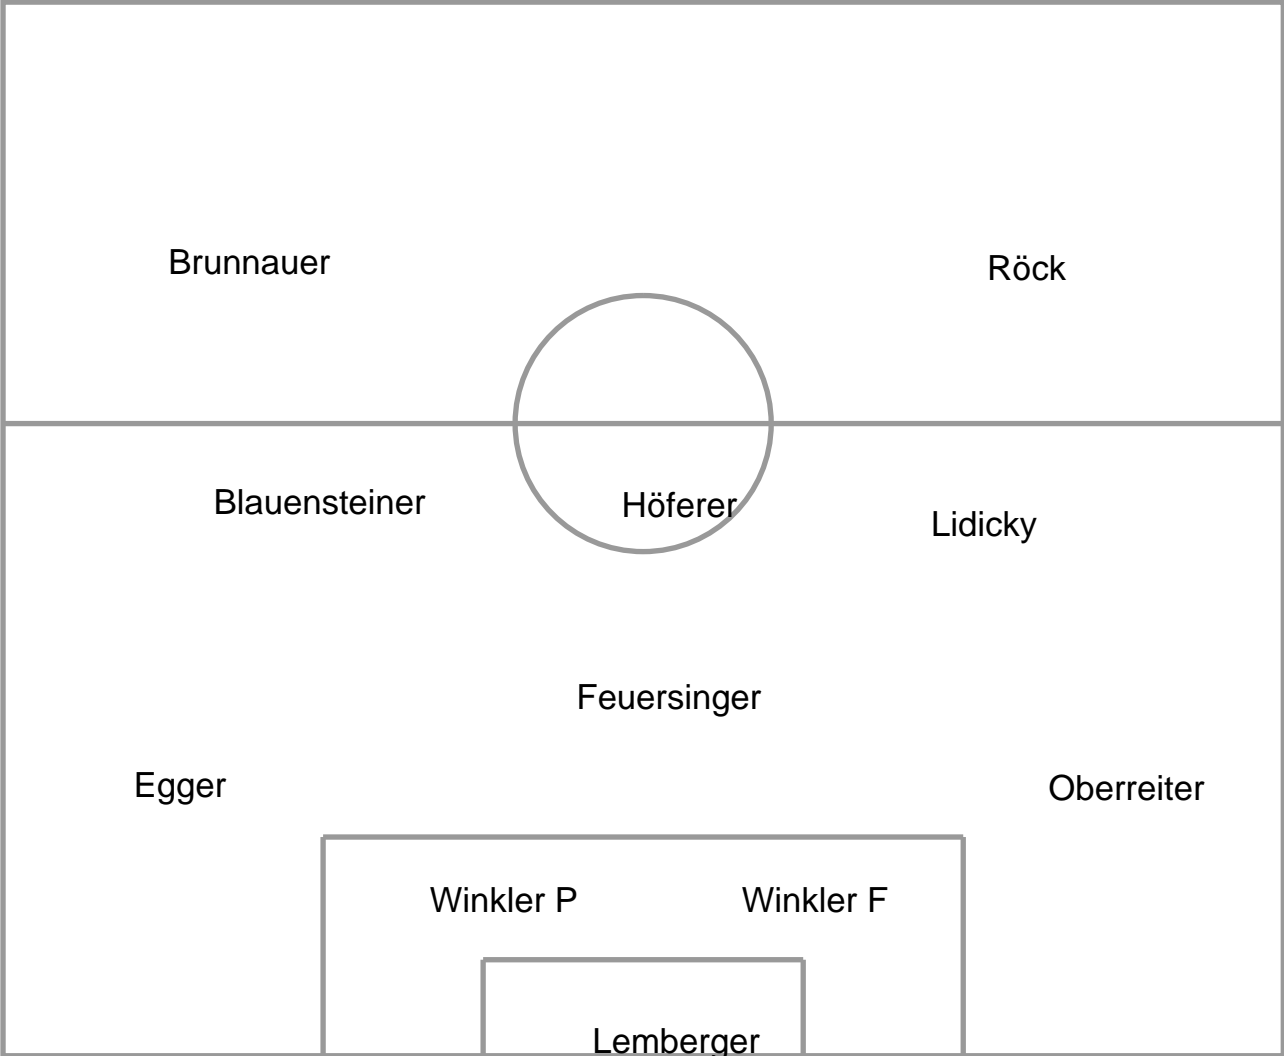 Brunnauer
Röck
Blauensteiner
Höferer
Lidicky
Feuersinger
Egger
Oberreiter
Winkler P
Winkler F
Lemberger